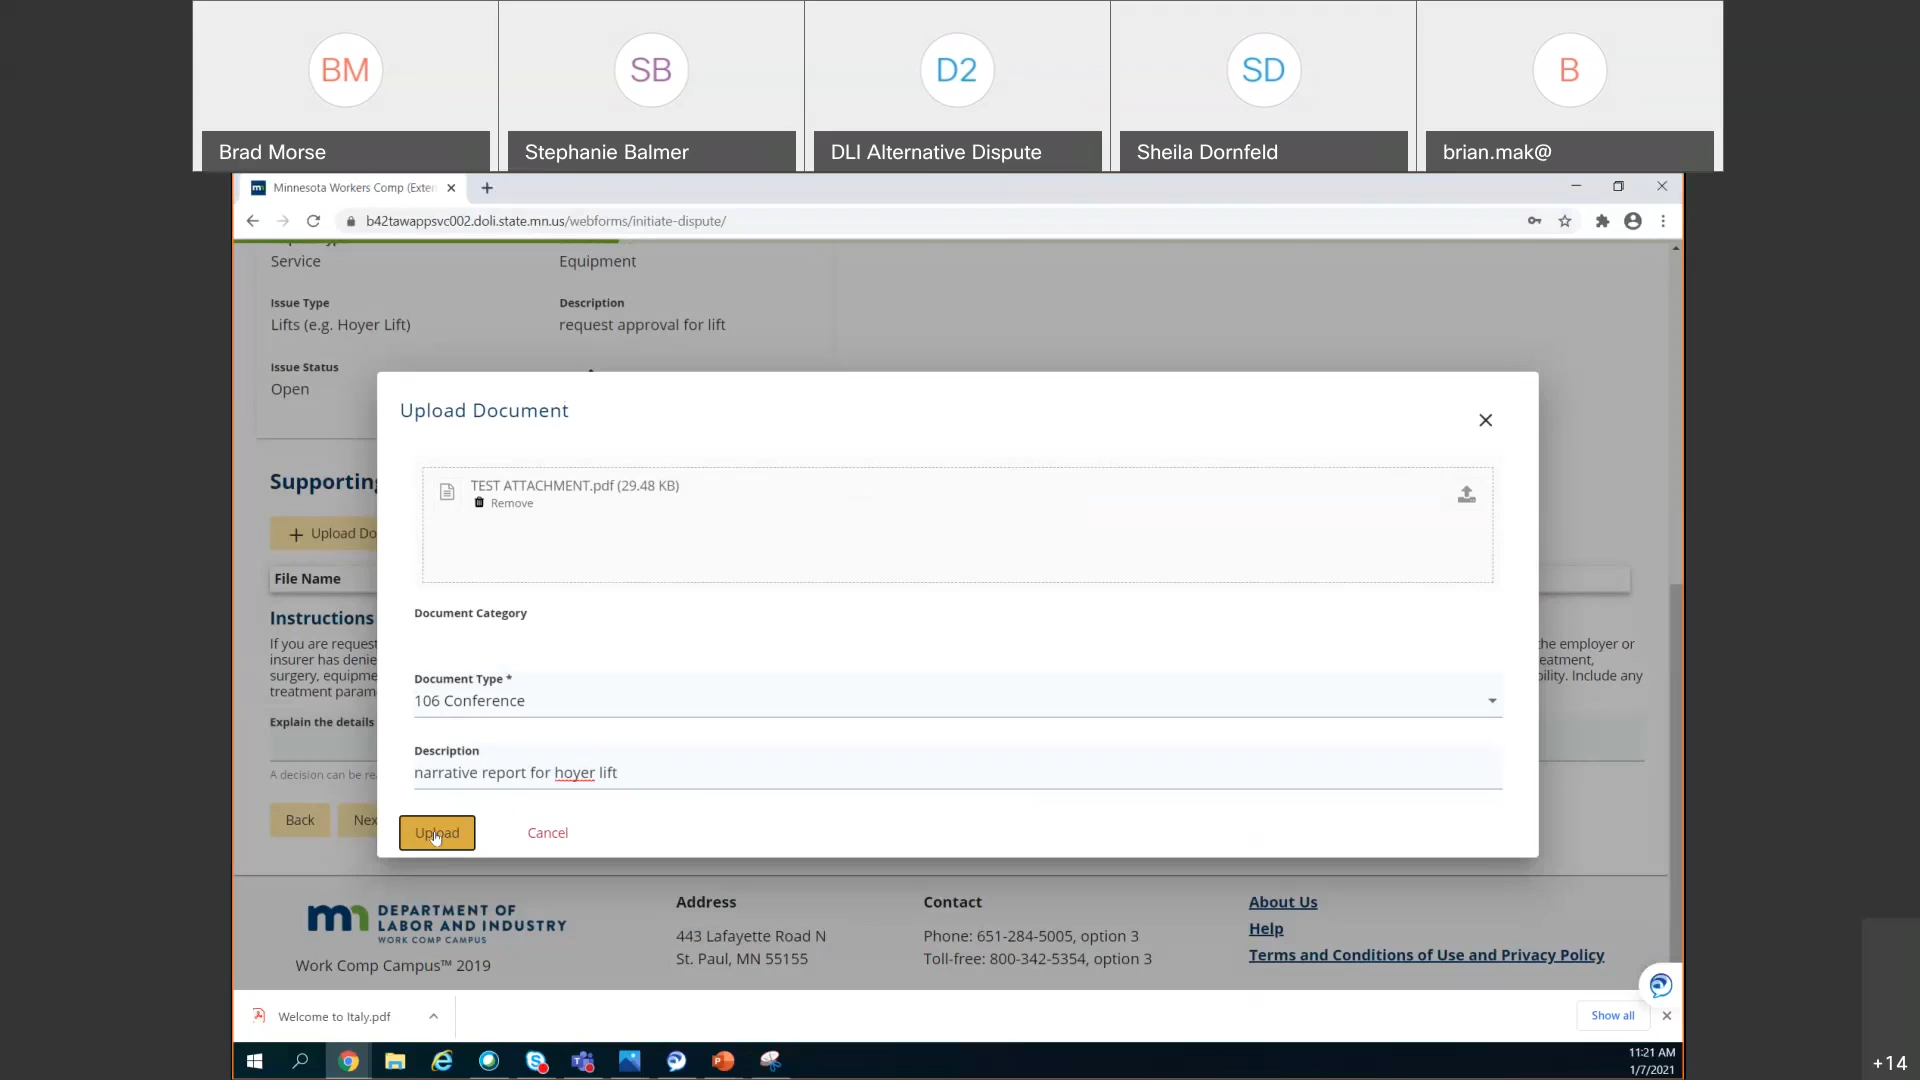 BM
SB
D2
SD
B
Brad Morse
Stephanie Balmer
DLI Alternative Dispute
Sheila Dornfeld
brian.mak@
Minnesota Workers Comp (Exter
b42tawappsvc002.doli.state.mn.us/webforms/initiate-dispute/
Service
Equipment
Issue Type
Description
Lifts (e.g. Hoyer Lift)
request approval for lift
Issue Status
Open
Upload Document
TEST ATTACHMENT.pdf (29.48 KB)
Remove
Supporting
Upload Do
File Name
Document Category
Instructions
If you are request
the employer or
insurer has denie
eatment,
surgery, equipme
bility. Include any
treatment param
Document Type *
106 Conference
Explain the details
Description
narrative report for hoyer lift
A decision can be re
Back
Nex
Upload
Cancel
mn DEPARTMENT OF
LABOR AND INDUSTRY
WORK COMP CAMPUS
Work Comp Campus™ 2019
Address
443 Lafayette Road N
St. Paul, MN 55155
Contact
Phone: 651-284-5005, option 3
Toll-free: 800-342-5354, option 3
About Us
Help
Terms and Conditions of Use and Privacy Policy
Welcome to Italy.pdf
Show all
11:21 AM
1/7/2021
+14